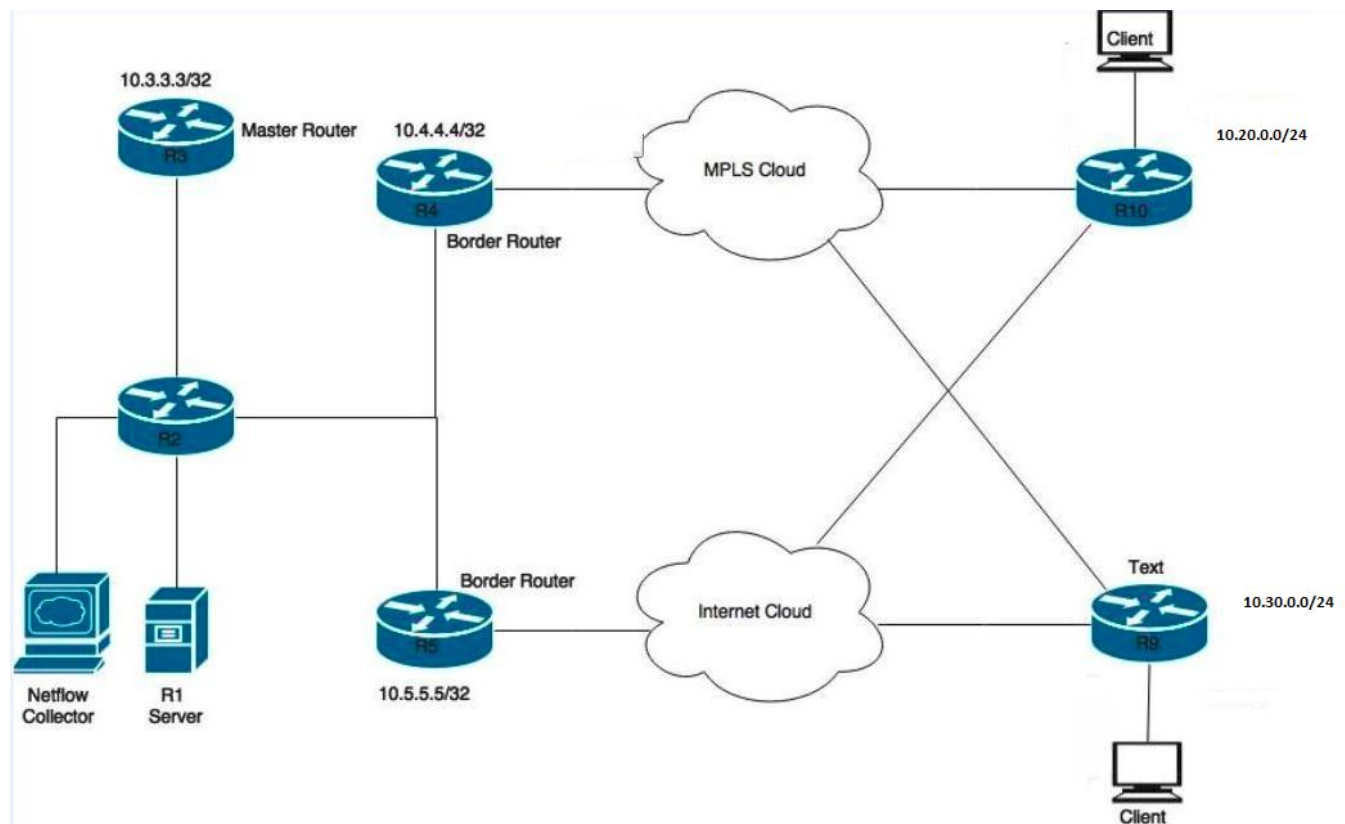 Client
10.3.3.3/32
10.4.4.4/32
10.20.0.0/24
Master Router
R3
MPLS Cloud
R4
R10
Border Router
R2
Text
Border Router
10.30.0.0/24
Internet Cloud
R5
R9
Netflow
Collector
R1
Server
10.5.5.5/32
Client